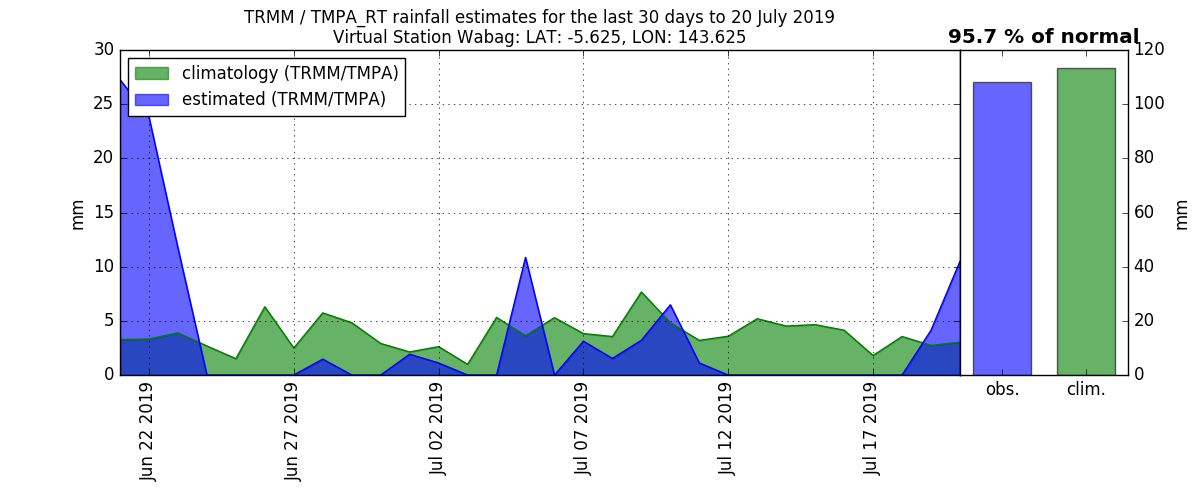 TRMM / TMPA_RT rainfall estimates for the last 30 days to 20 July 2019
Virtual Station Wabag: LAT: -5.625, LON: 143.625
95.7 % of normal
climatology (TRMM/TMPA)
estimated (TRMM/TMPA)
30
25
20
15
10
5
0
mm
Jun 22 2019
Jun 27 2019
Jul 02 2019
Jul 07 2019
Jul 12 2019
Jul 17 2019
obs.
clim.
120
100
80
60
40
20
0
mm